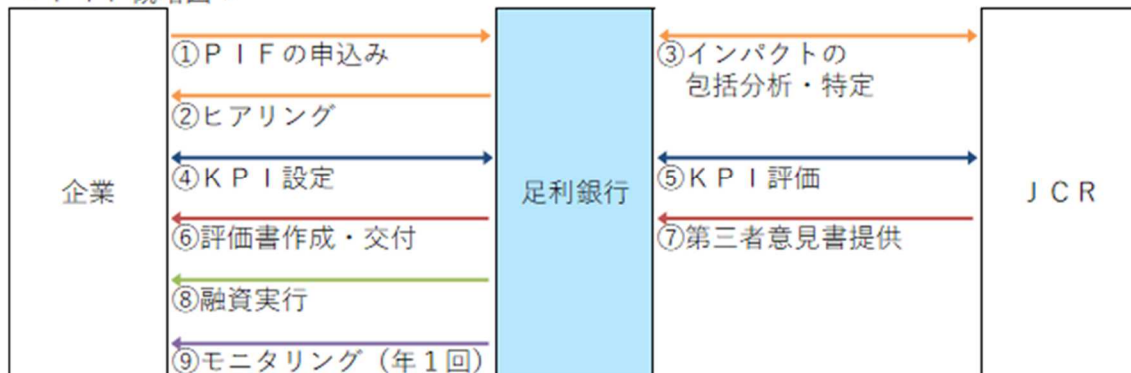 ①ＰＩＦの申込み
②ヒアリング
③インパクトの
包括分析・特定
④ＫＰＩ設定
⑤ＫＰＩ評価
企業
足利銀行
ＪＣＲ
⑥評価書作成・交付
⑦第三者意見書提供
⑧融資実行
⑨モニタリング（年１回）